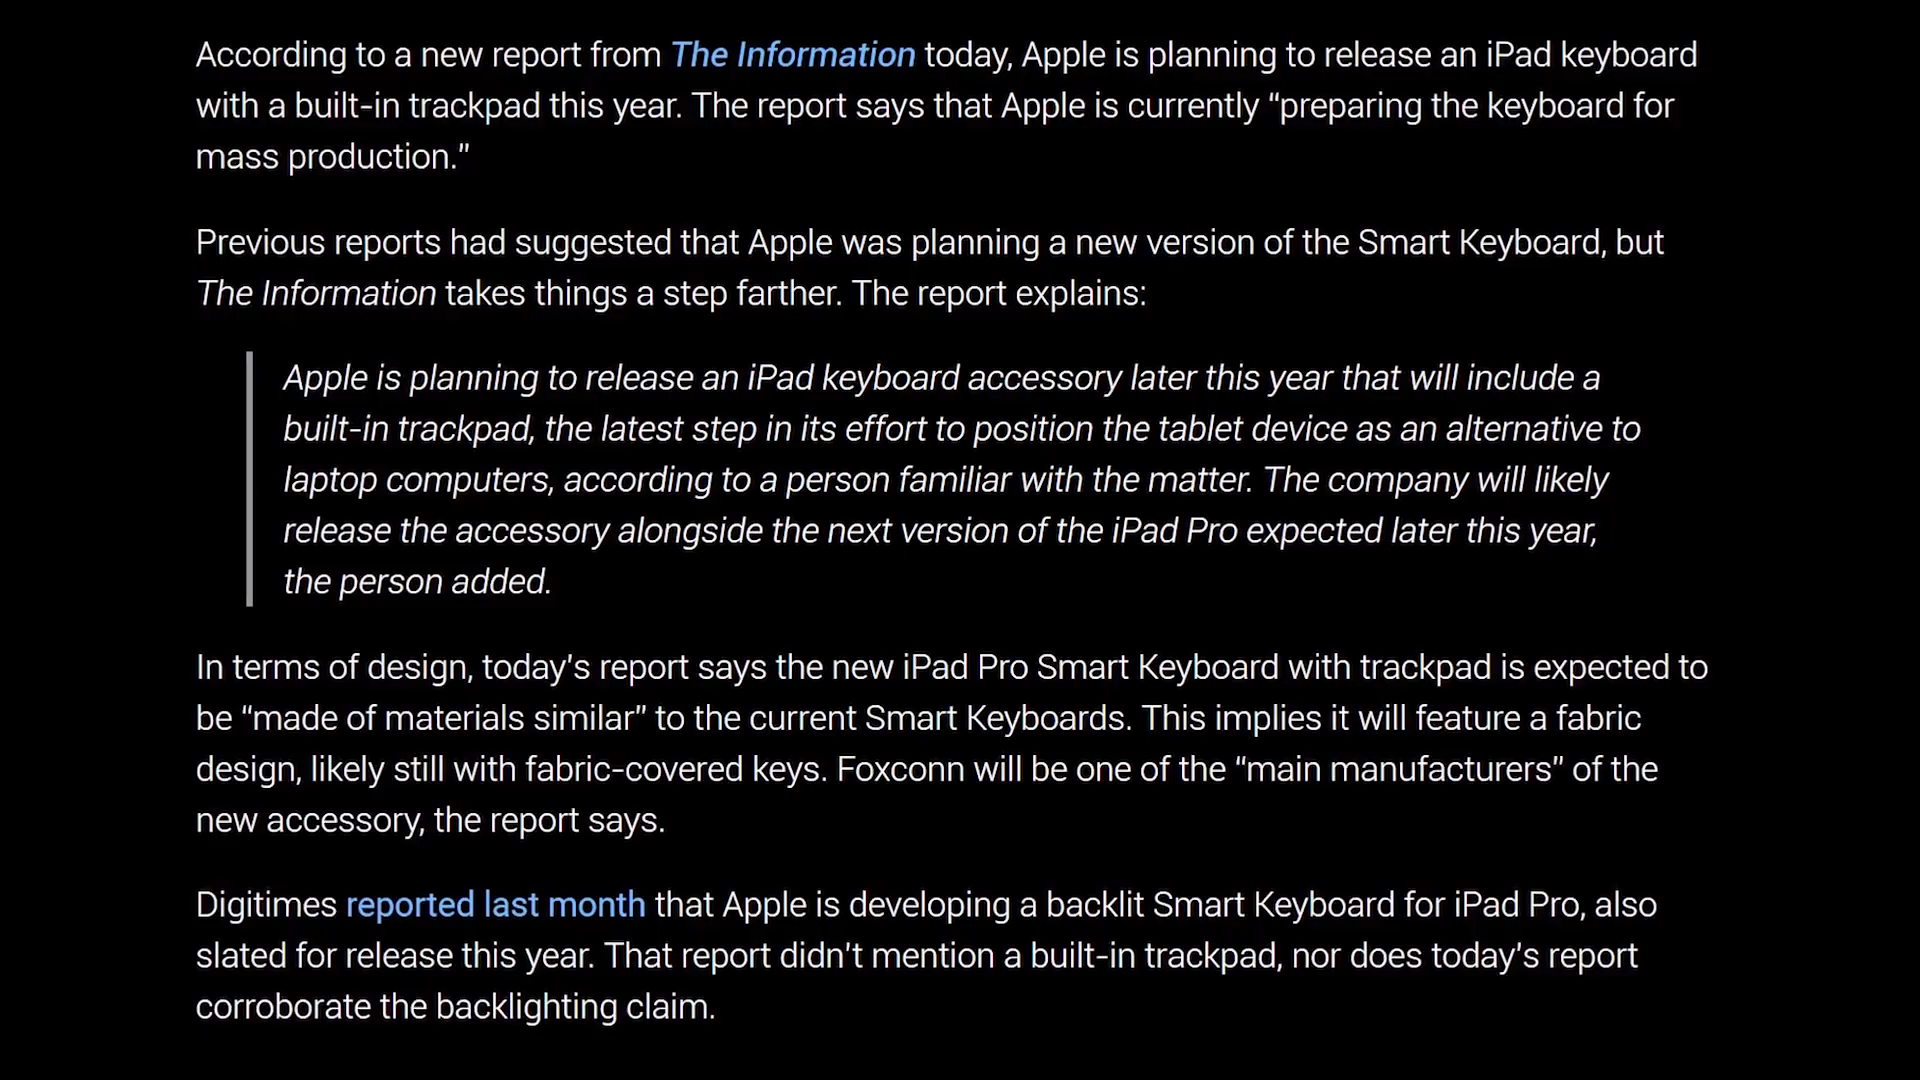 According to a new report from The Information today, Apple is planning to release an iPad keyboard
with a built-in trackpad this year. The report says that Apple is currently “preparing the keyboard for
mass production.”
Previous reports had suggested that Apple was planning a new version of the Smart Keyboard, but
The Information takes things a step farther. The report explains:
Apple is planning to release an iPad keyboard accessory later this year that will include a
built-in trackpad, the latest step in its effort to position the tablet device as an alternative to
laptop computers, according to a person familiar with the matter. The company will likely
release the accessory alongside the next version of the iPad Pro expected later this year,
the person added.
In terms of design, today’s report says the new iPad Pro Smart Keyboard with trackpad is expected to
be “made of materials similar” to the current Smart Keyboards. This implies it will feature a fabric
design, likely still with fabric-covered keys. Foxconn will be one of the “main manufacturers” of the
new accessory, the report says.
Digitimes reported last month that Apple is developing a backlit Smart Keyboard for iPad Pro, also
slated for release this year. That report didn’t mention a built-in trackpad, nor does today’s report
corroborate the backlighting claim.